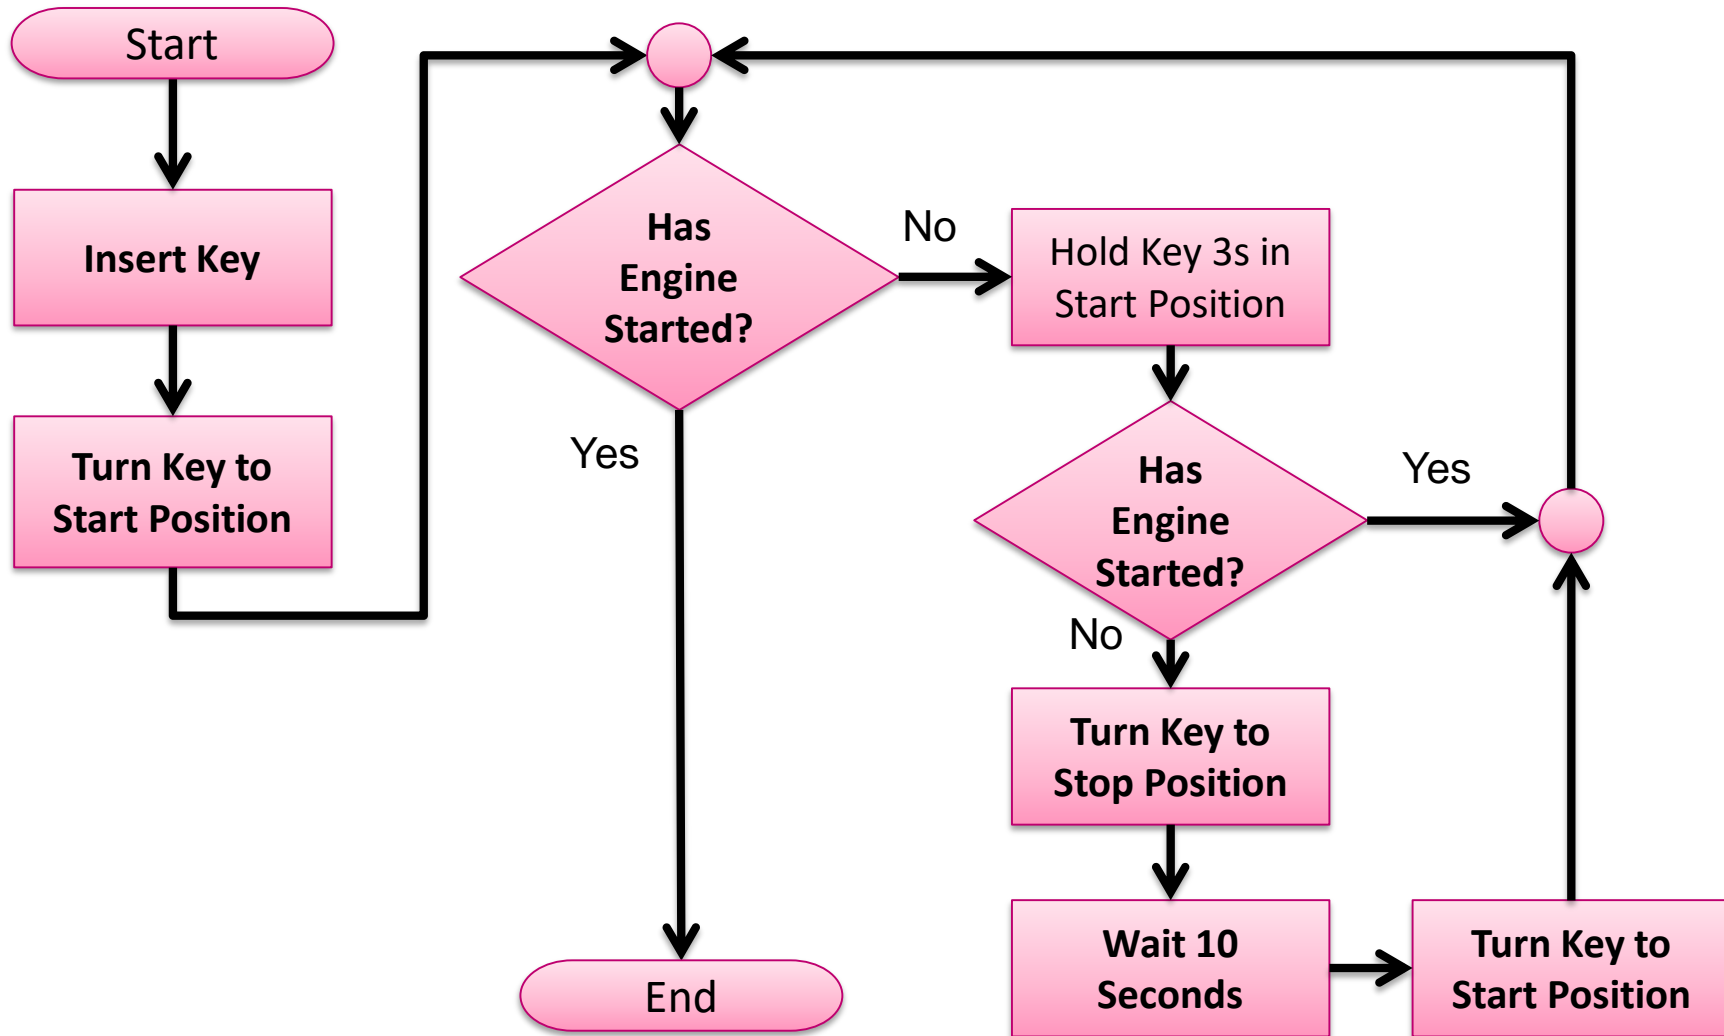 Start
Insert Key
Turn Key to
Start Position
Has
Engine
Started?
No
Yes
Hold Key 3s in
Start Position
Has
Engine
Started?
Yes
No
Turn Key to
Stop Position
Wait 10
Seconds
Turn Key to
Start Position
End